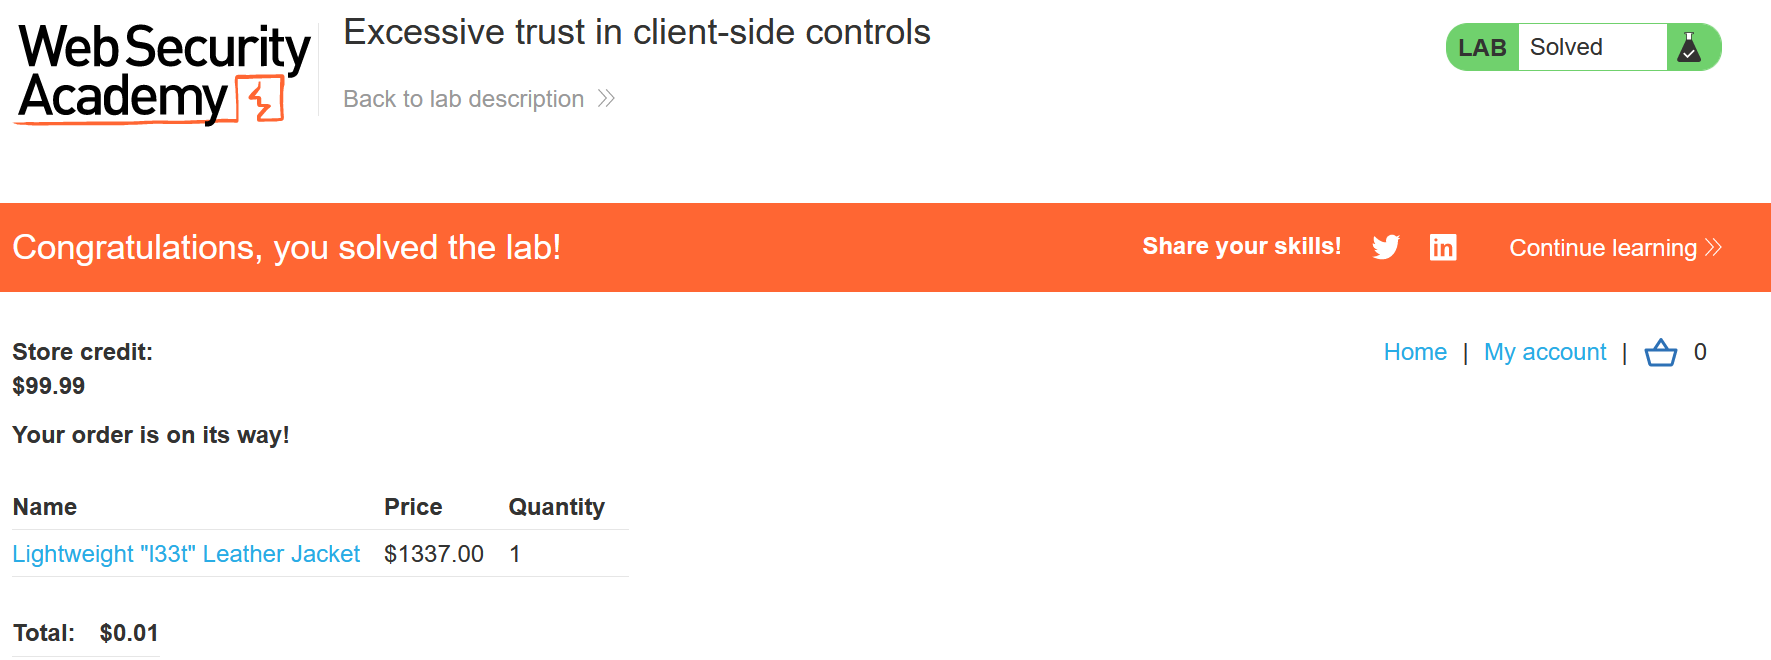 Web Security
Academy
Excessive trust in client-side controls
Back to lab description
LAB Solved
Congratulations, you solved the lab!
Share your skills!
Continue learning
Store credit:
$99.99
Home | My account | 0
Your order is on its way!
Name Price Quantity
Lightweight "l33t" Leather Jacket $1337.00 1
Total: $0.01